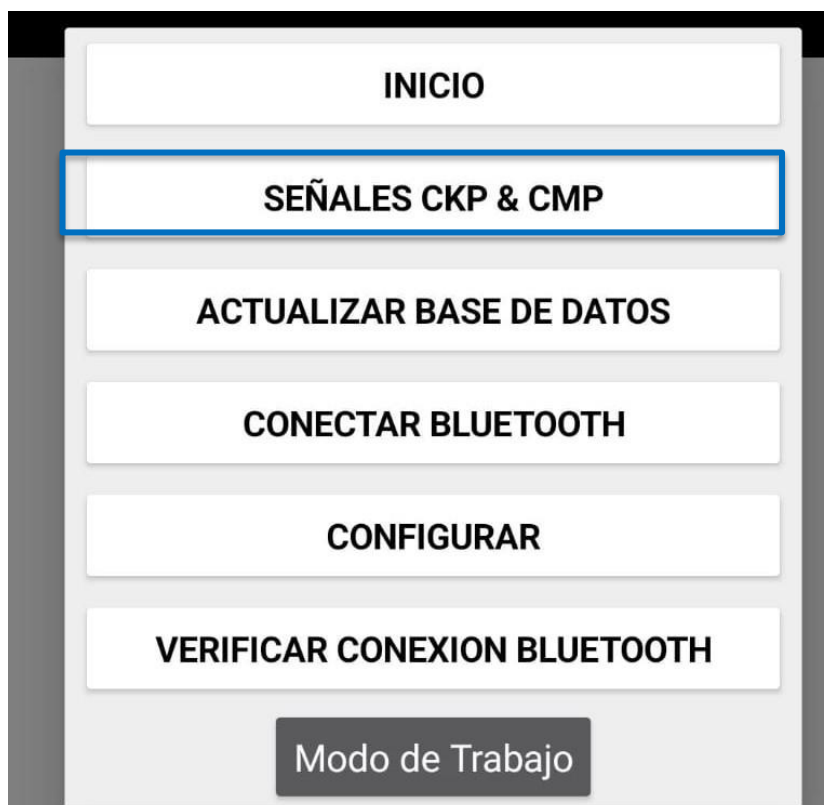 INICIO
SEÑALES CKP & CMP
ACTUALIZAR BASE DE DATOS
CONECTAR BLUETOOTH
CONFIGURAR
VERIFICAR CONEXION BLUETOOTH
Modo de Trabajo